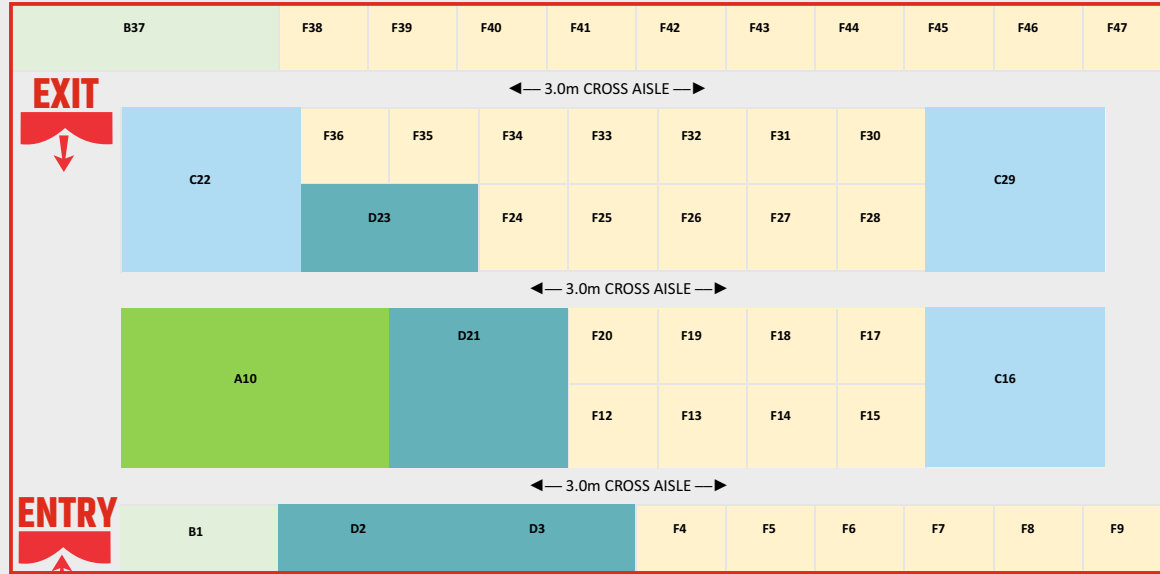 B37 F38 F39 F40 F41 F42 F43 F44 F45 F46 F47
EXIT
3.0m CROSS AISLE
F36 F35 F34 F33 F32 F31 F30
C22 C29
D23 F24 F25 F26 F27 F28
3.0m CROSS AISLE
D21 F20 F19 F18 F17
A10 C16
F12 F13 F14 F15
3.0m CROSS AISLE
ENTRY
B1 D2 D3 F4 F5 F6 F7 F8 F9